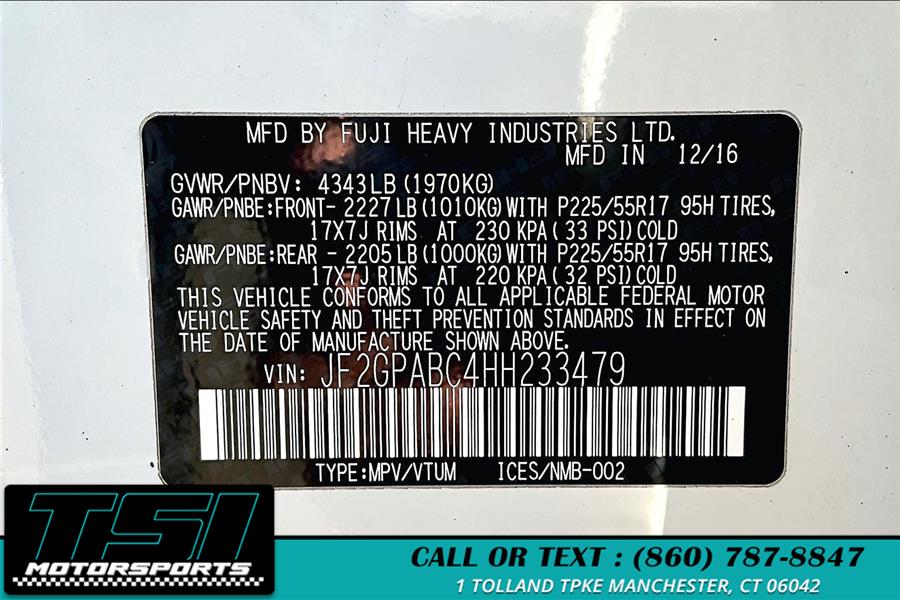 MFD BY FUJI HEAVY INDUSTRIES LTD.
MFD IN 12/16
GVWR/PNBV: 4343LB (1970KG)
GAWR/PNBE:FRONT- 2227LB (1010KG) WITH P225/55R17 95H TIRES,
17X7J RIMS AT 230 KPA (33 PSI) COLD
GAWR/PNBE:REAR - 2205LB (1000KG) WITH P225/55R17 95H TIRES,
17X7J RIMS AT 220 KPA (32 PSI) COLD
THIS VEHICLE CONFORMS TO ALL APPLICABLE FEDERAL MOTOR
VEHICLE SAFETY AND THEFT PREVENTION STANDARDS IN EFFECT ON
THE DATE OF MANUFACTURE SHOWN ABOVE.
VIN: JF2GPABC4HH233479
TYPE:MPV/VTUM ICES/NMB-002
TSI
MOTORSPORTS
CALL OR TEXT : (860) 787-8847
1 TOLLAND TPKE MANCHESTER, CT 06042